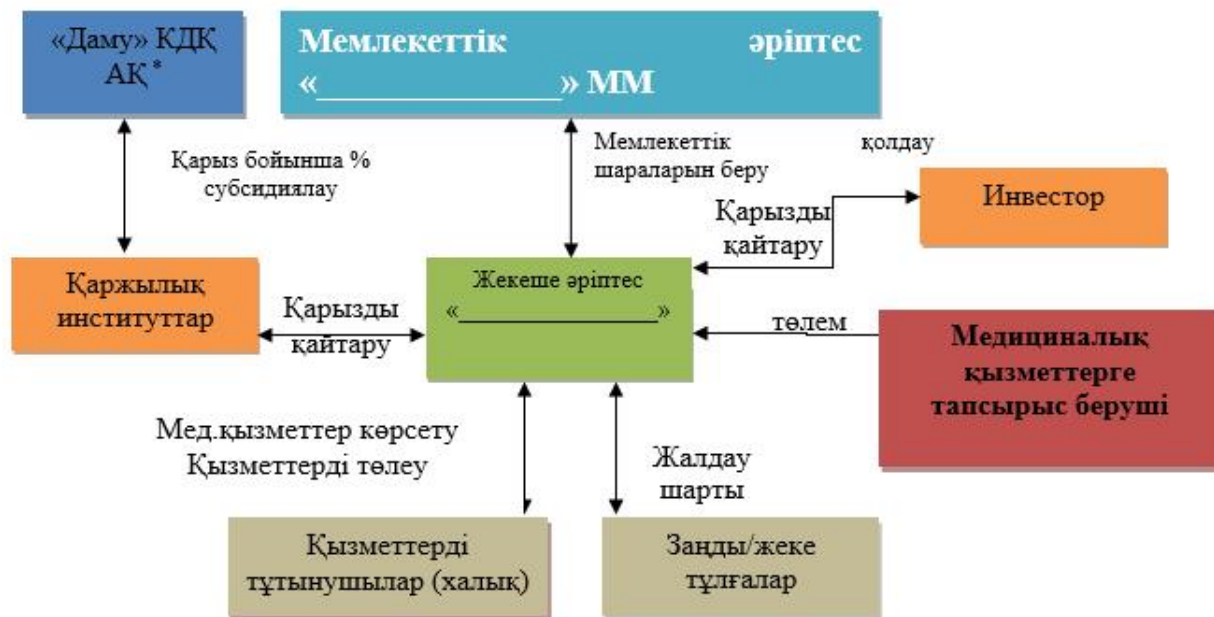 «Даму» КДҚ
АҚ*
Мемлекеттік әріптес
«________________» ММ
Қарыз бойынша %
субсидиялау
Мемлекеттік қолдау
шараларын беру
Қарызды
қайтару
Инвестор
Қаржылық
институттар
Қарызды
қайтару
Жекеше әріптес
«__________________»
төлем
Медициналық
қызметтерге
тапсырыс беруші
Мед.қызметтер көрсету
Қызметтерді төлеу
Жалдау
шарты
Қызметтерді
тұтынушылар (халық)
Заңды/жеке
тұлғалар